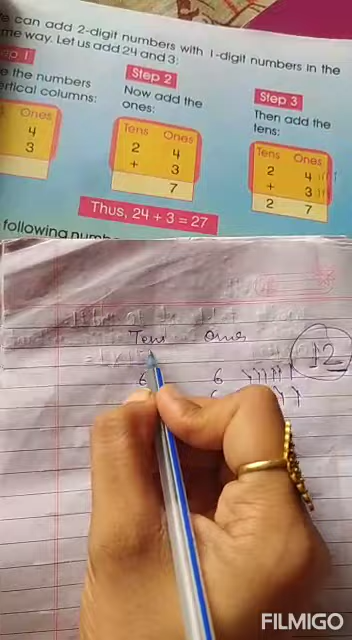 e can add 2-digit numbers with 1-digit numbers in the
me way. Let us add 24 and 3:
ep 1
Step 2
Step 3
e the numbers
ertical columns:
Now add the
ones:
Then add the
tens:
Ones
4
3
Tens Ones
2 4
+ 3
7
Tens Ones
2 4
+ 3
2 7
Thus, 24 + 3 = 27
following numb
Tens Ones
12
6 6
FILMIGO